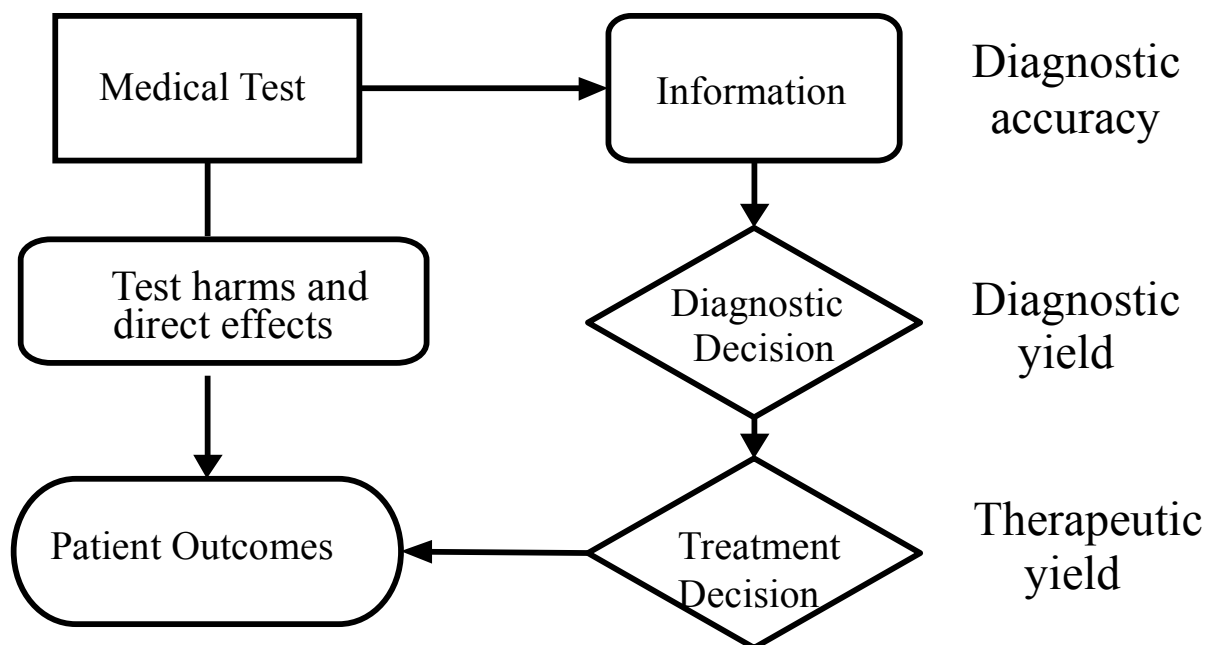 Medical Test
Information
Diagnostic
accuracy
Test harms and
direct effects
Diagnostic
Decision
Diagnostic
yield
Patient Outcomes
Treatment
Decision
Therapeutic
yield